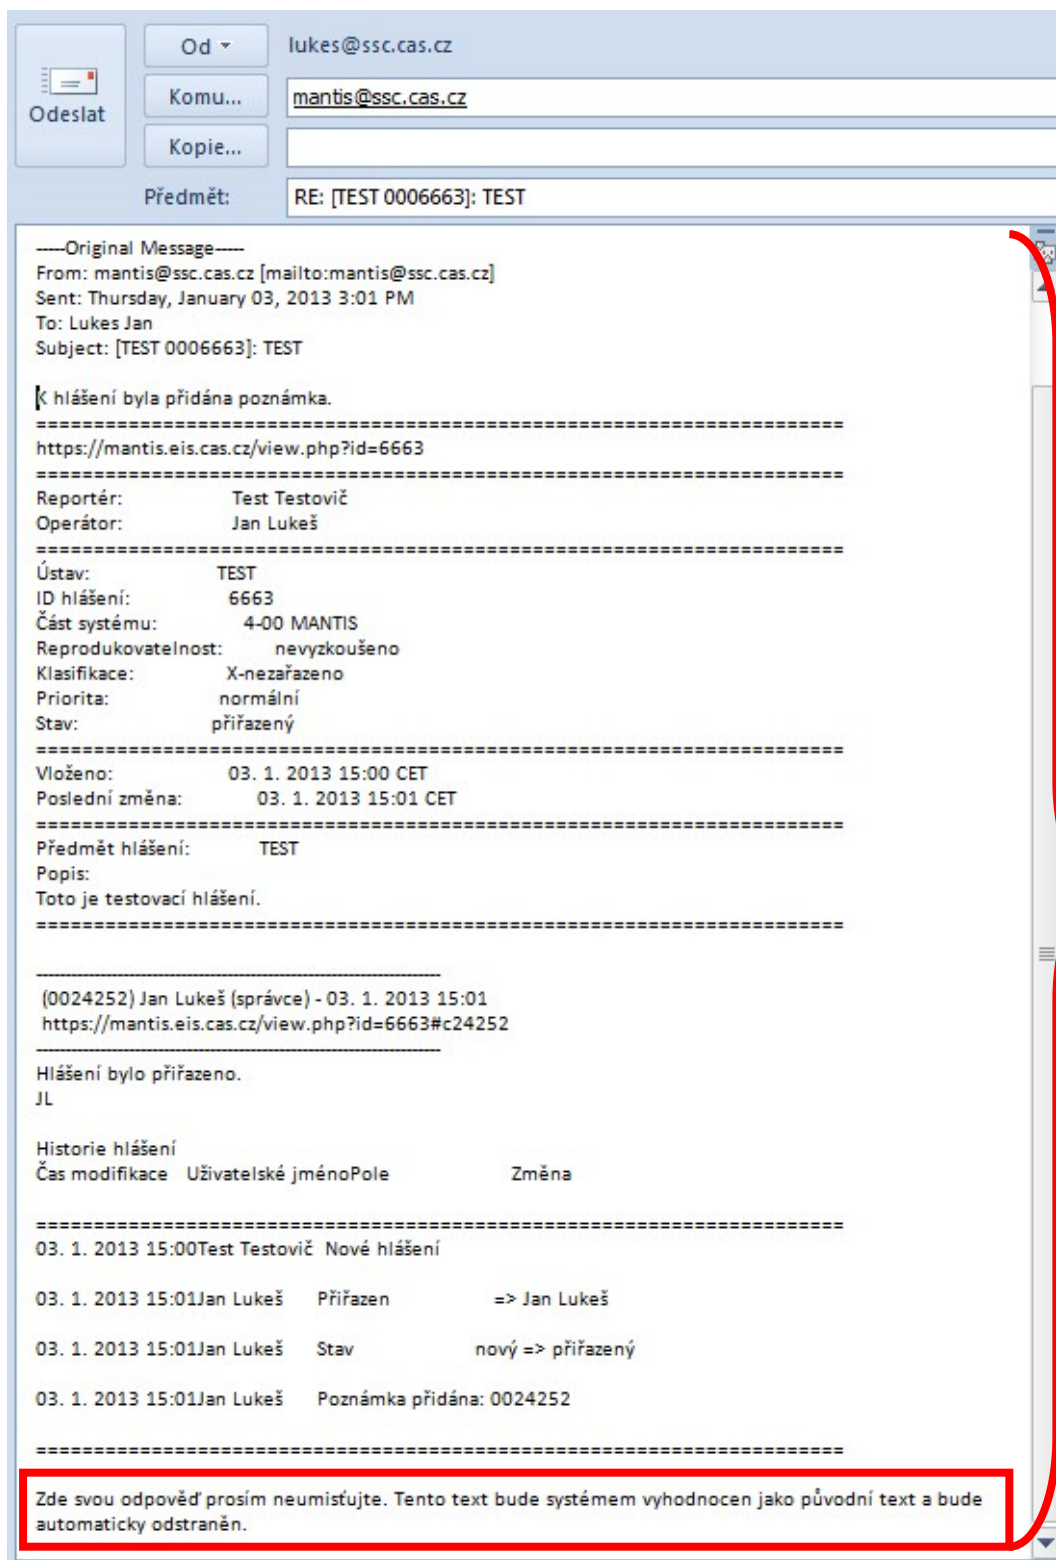 Od
lukes@ssc.cas.cz
Odeslat
Komu...
mantis@ssc.cas.cz
Kopie...
Předmět:
RE: [TEST 0006663]: TEST
-----Original Message-----
From: mantis@ssc.cas.cz [mailto:mantis@ssc.cas.cz]
Sent: Thursday, January 03, 2013 3:01 PM
To: Lukes Jan
Subject: [TEST 0006663]: TEST
K hlášení byla přidána poznámka.
======================================================================
https://mantis.eis.cas.cz/view.php?id=6663
======================================================================
Reportér: Test Testovič
Operátor: Jan Lukeš
======================================================================
Ústav: TEST
ID hlášení: 6663
Část systému: 4-00 MANTIS
Reprodukovatelnost: nevyzkoušeno
Klasifikace: X-nezařazeno
Priorita: normální
Stav: přiřazený
======================================================================
Vloženo: 03. 1. 2013 15:00 CET
Poslední změna: 03. 1. 2013 15:01 CET
======================================================================
Předmět hlášení: TEST
Popis:
Toto je testovací hlášení.
======================================================================
----------------------------------------------------------------------
(0024252) Jan Lukeš (správce) - 03. 1. 2013 15:01
https://mantis.eis.cas.cz/view.php?id=6663#c24252
----------------------------------------------------------------------
Hlášení bylo přiřazeno.
JL
Historie hlášení
Čas modifikace Uživatelské jménoPole Změna
======================================================================
03. 1. 2013 15:00Test Testovič Nové hlášení
03. 1. 2013 15:01Jan Lukeš Přiřazen => Jan Lukeš
03. 1. 2013 15:01Jan Lukeš Stav nový => přiřazený
03. 1. 2013 15:01Jan Lukeš Poznámka přidána: 0024252
======================================================================
Zde svou odpověď prosím neumisťujte. Tento text bude systémem vyhodnocen jako původní text a bude
automaticky odstraněn.